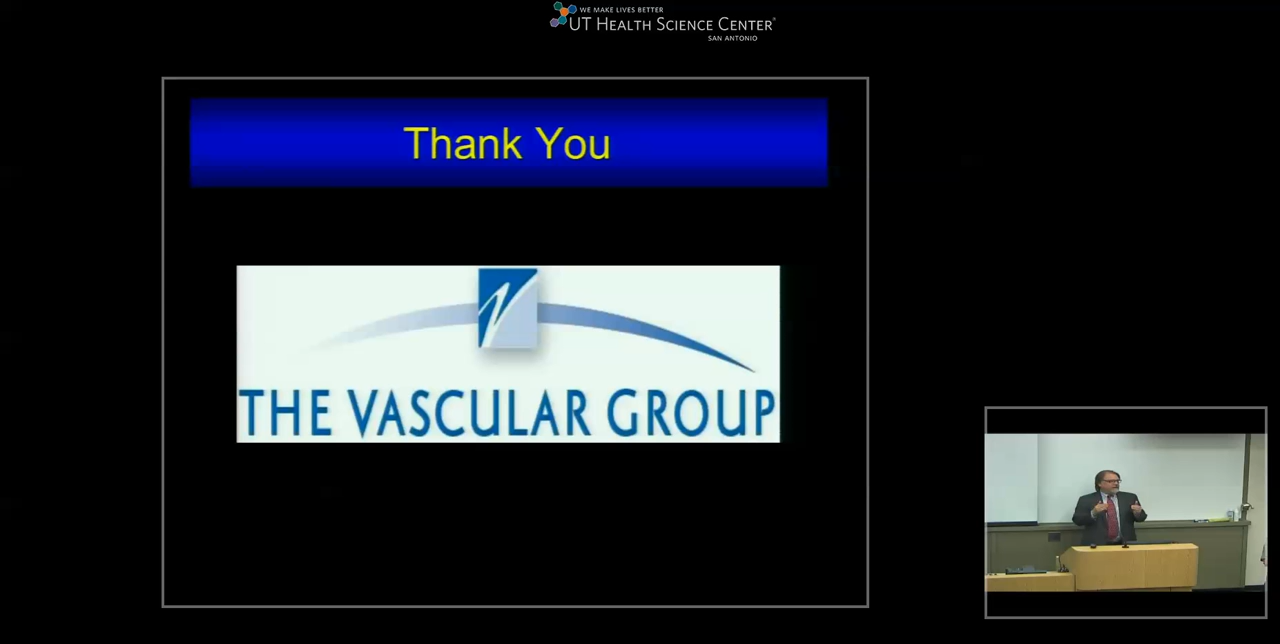 WE MAKE LIVES BETTER
UT HEALTH SCIENCE CENTER®
SAN ANTONIO
Thank You
THE VASCULAR GROUP